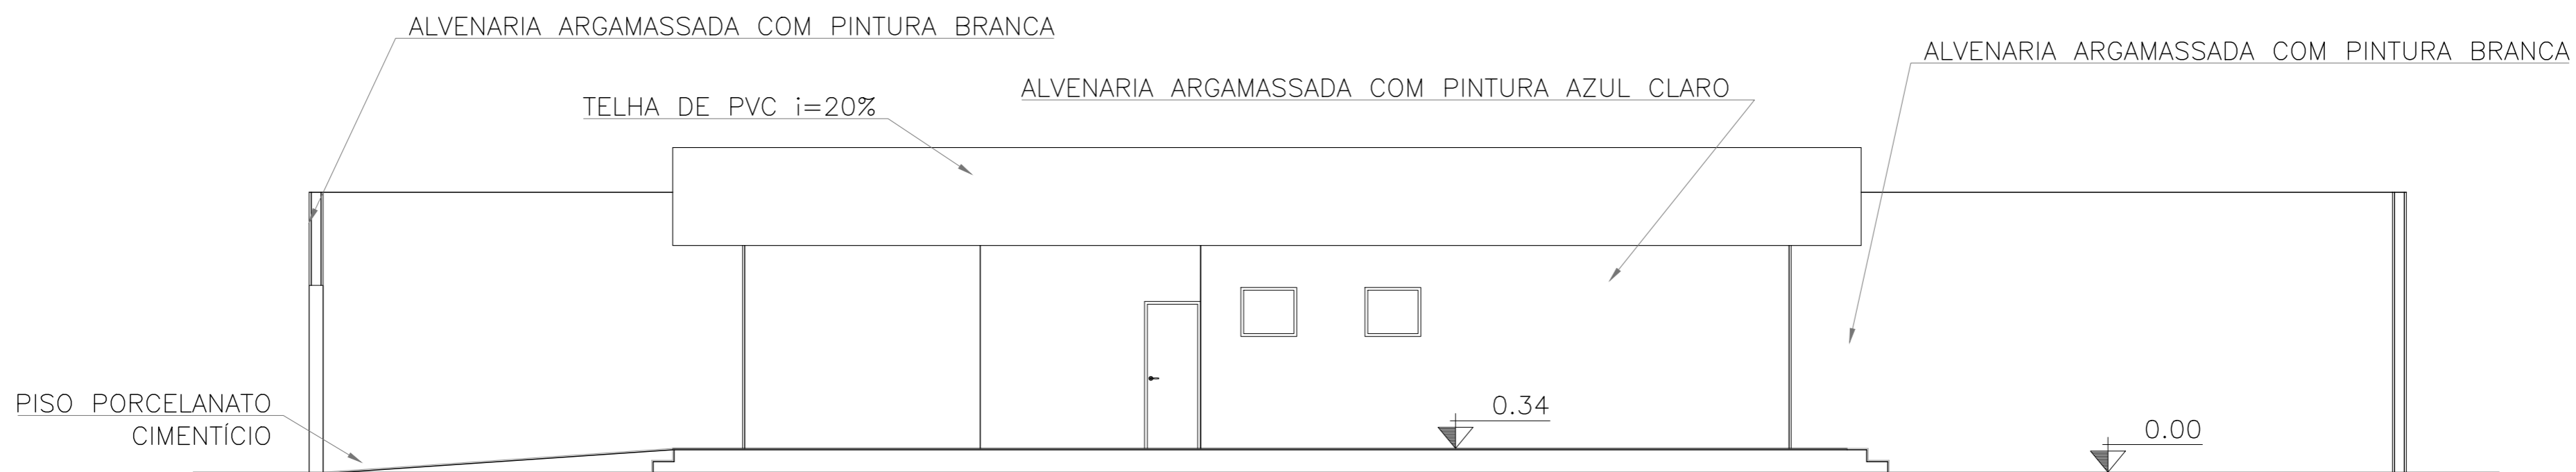 ALVENARIA ARGAMASSADA COM PINTURA BRANCA
ALVENARIA ARGAMASSADA COM PINTURA BRANCA
ALVENARIA ARGAMASSADA COM PINTURA AZUL CLARO
TELHA DE PVC i=20%
PISO PORCELANATO
CIMENTÍCIO
0.34
0.00